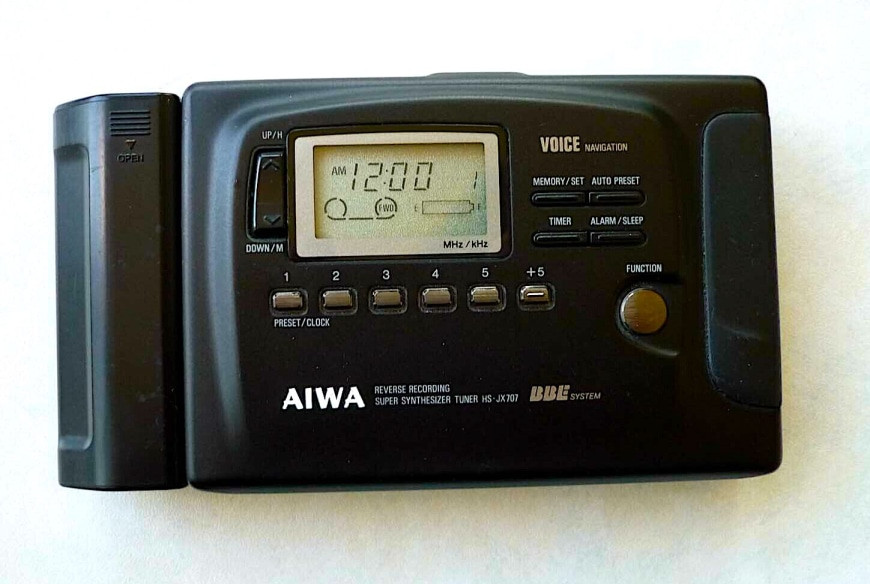 OPEN
UP/H
DOWN/M
AM 12:00 1
FWD
E F
MHz/kHz
VOICE NAVIGATION
MEMORY/SET AUTO PRESET
TIMER ALARM/SLEEP
1 2 3 4 5 +5
PRESET/CLOCK
FUNCTION
AIWA
REVERSE RECORDING
SUPER SYNTHESIZER TUNER HS-JX707
BBE SYSTEM